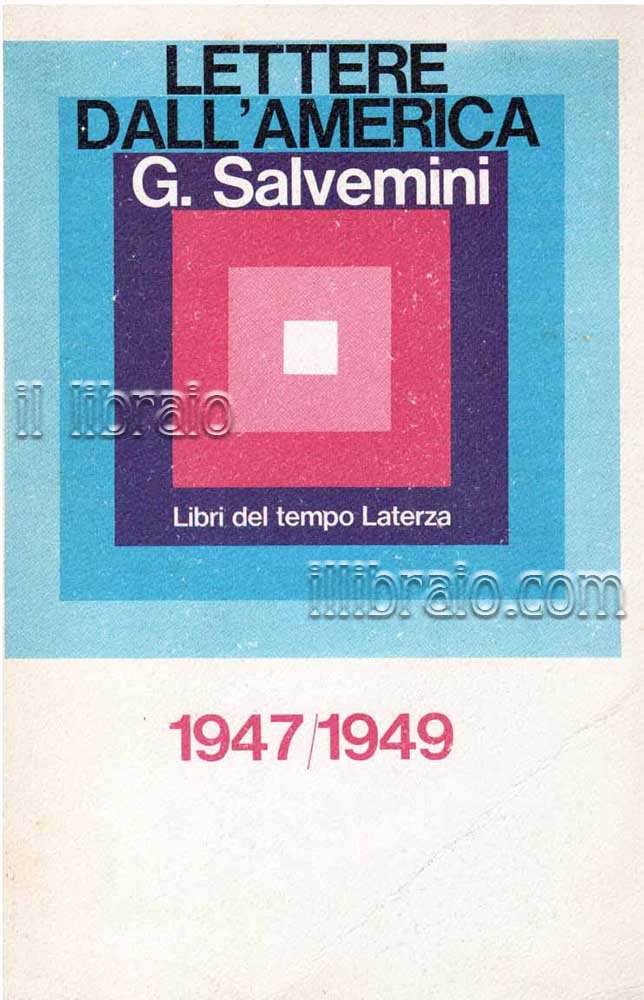 LETTERE
DALL'AMERICA
G. Salvemini
il libraio
Libri del tempo Laterza
illibraio.com
1947/1949